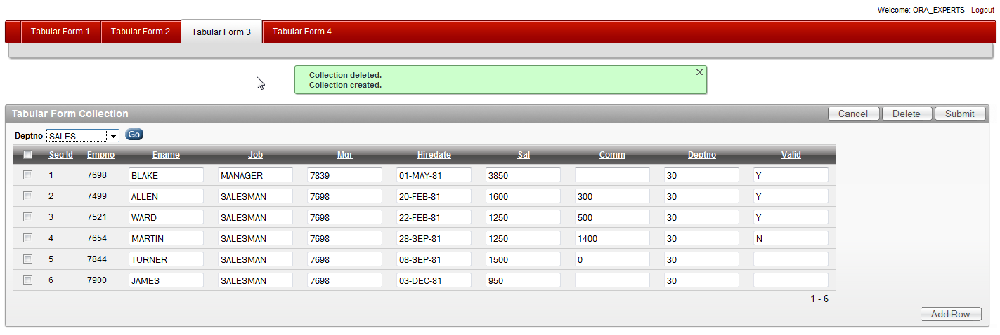 Welcome: ORA_EXPERTS Logout
Tabular Form 1 Tabular Form 2 Tabular Form 3 Tabular Form 4
Collection deleted.
Collection created.
Tabular Form Collection Cancel Delete Submit
Deptno SALES Go
Seq Id Empno Ename Job Mgr Hiredate Sal Comm Deptno Valid
1 7698 BLAKE MANAGER 7839 01-MAY-81 3850 30 Y
2 7499 ALLEN SALESMAN 7698 20-FEB-81 1600 300 30 Y
3 7521 WARD SALESMAN 7698 22-FEB-81 1250 500 30 Y
4 7654 MARTIN SALESMAN 7698 28-SEP-81 1250 1400 30 N
5 7844 TURNER SALESMAN 7698 08-SEP-81 1500 0 30
6 7900 JAMES SALESMAN 7698 03-DEC-81 950 30
1 - 6
Add Row